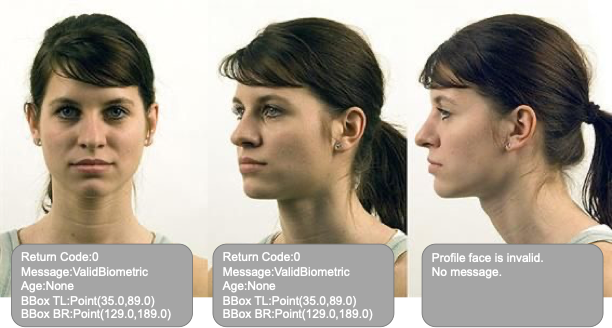 Return Code:0
Message:ValidBiometric
Age:None
BBox TL:Point(35.0,89.0)
BBox BR:Point(129.0,189.0)
Return Code:0
Message:ValidBiometric
Age:None
BBox TL:Point(35.0,89.0)
BBox BR:Point(129.0,189.0)
Profile face is invalid.
No message.